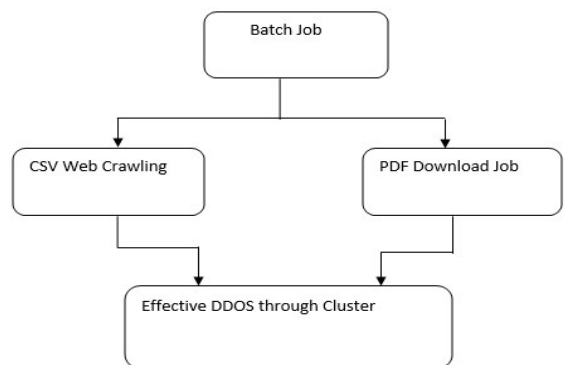 Batch Job
CSV Web Crawling
PDF Download Job
Effective DDOS through Cluster